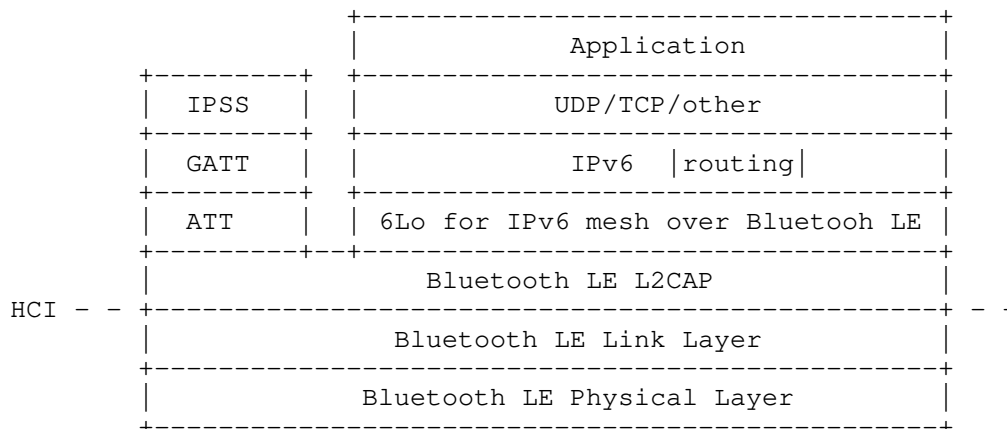 Application
IPSS UDP/TCP/other
GATT IPv6 |routing|
ATT 6Lo for IPv6 mesh over Bluetooh LE
Bluetooth LE L2CAP
HCI
Bluetooth LE Link Layer
Bluetooth LE Physical Layer